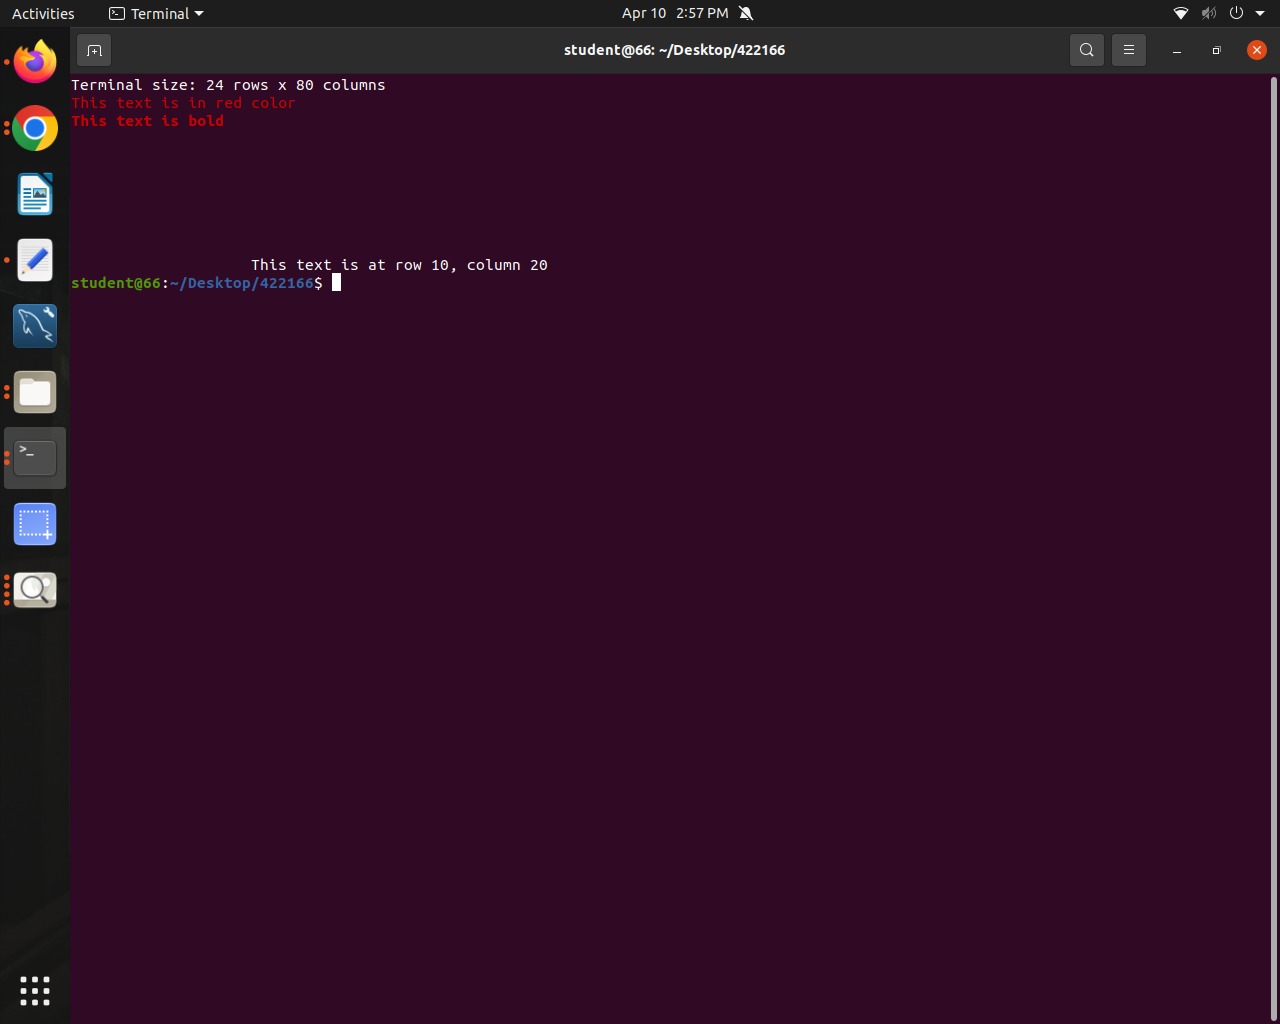 Activities Terminal Apr 10 2:57 PM
student@66: ~/Desktop/422166
Terminal size: 24 rows x 80 columns
This text is in red color
This text is bold
This text is at row 10, column 20
student@66:~/Desktop/422166$